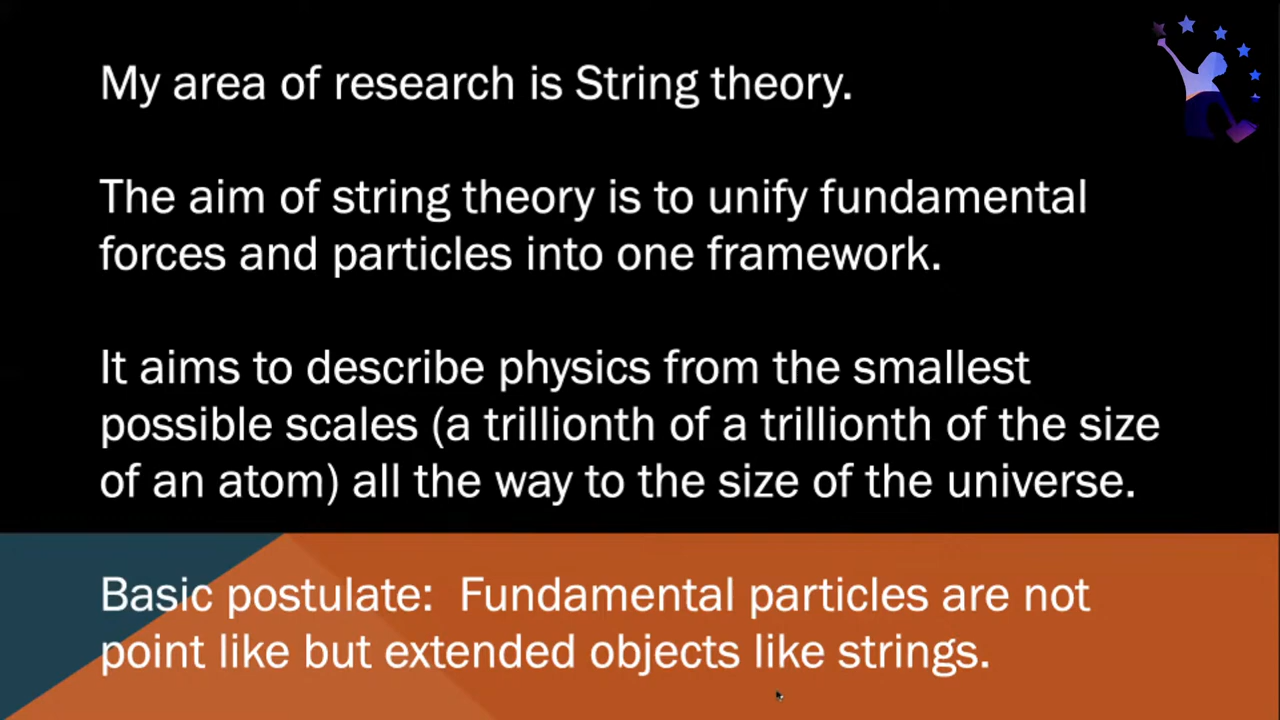 My area of research is String theory.
The aim of string theory is to unify fundamental
forces and particles into one framework.
It aims to describe physics from the smallest
possible scales (a trillionth of a trillionth of the size
of an atom) all the way to the size of the universe.
Basic postulate:  Fundamental particles are not
point like but extended objects like strings.